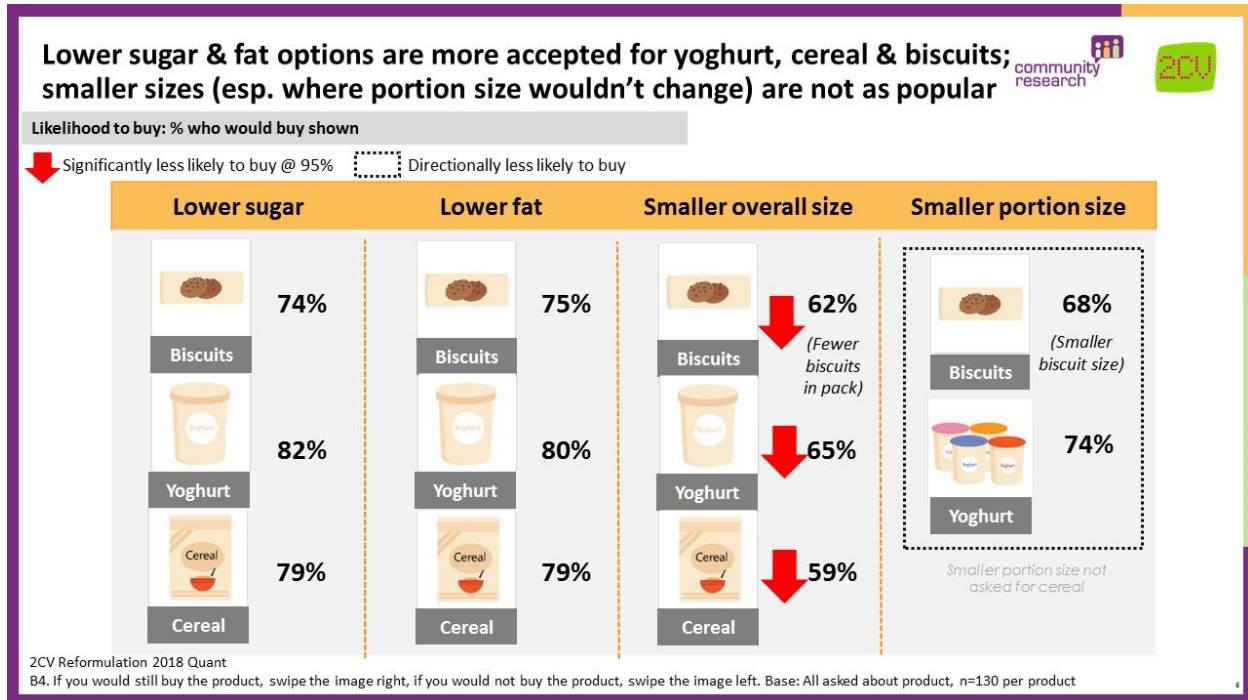 Lower sugar & fat options are more accepted for yoghurt, cereal & biscuits;
smaller sizes (esp. where portion size wouldn't change) are not as popular
community
research
2CV
Likelihood to buy: % who would buy shown
Significantly less likely to buy @ 95%
Directionally less likely to buy
Lower sugar
Lower fat
Smaller overall size
Smaller portion size
74%
Biscuits
75%
Biscuits
62%
(Fewer
biscuits
in pack)
Biscuits
68%
(Smaller
biscuit size)
Biscuits
Yoghurt
82%
Yoghurt
Yoghurt
80%
Yoghurt
Yoghurt
65%
Yoghurt
Yoghurt
Yoghurt
74%
Yoghurt
Cereal
79%
Cereal
Cereal
79%
Cereal
Cereal
59%
Cereal
Smaller portion size not
asked for cereal
2CV Reformulation 2018 Quant
B4. If you would still buy the product, swipe the image right, if you would not buy the product, swipe the image left. Base: All asked about product, n=130 per product
6